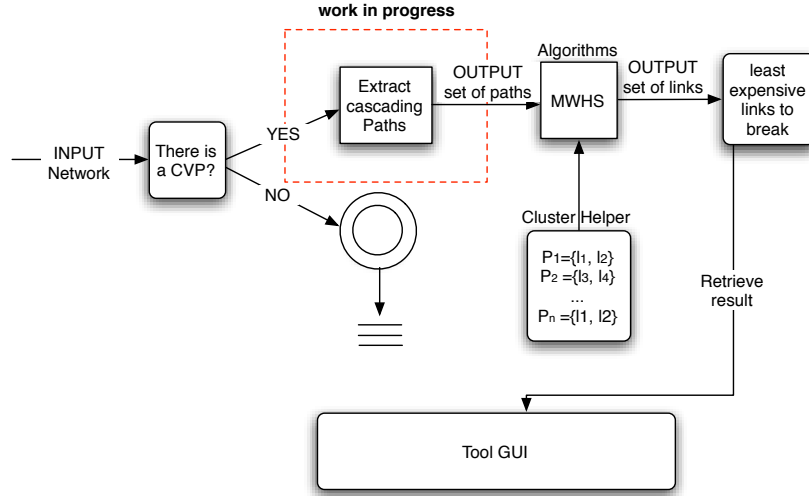 work in progress
Algorithms
OUTPUT
set of paths
OUTPUT
set of links
Extract
cascading
Paths
MWHS
least
expensive
links to
break
YES
INPUT
Network
There is
a CVP?
NO
Cluster Helper
P1={l1, l2}
P2 ={l3, l4}
...
Pn ={l1, l2}
Retrieve
result
Tool GUI